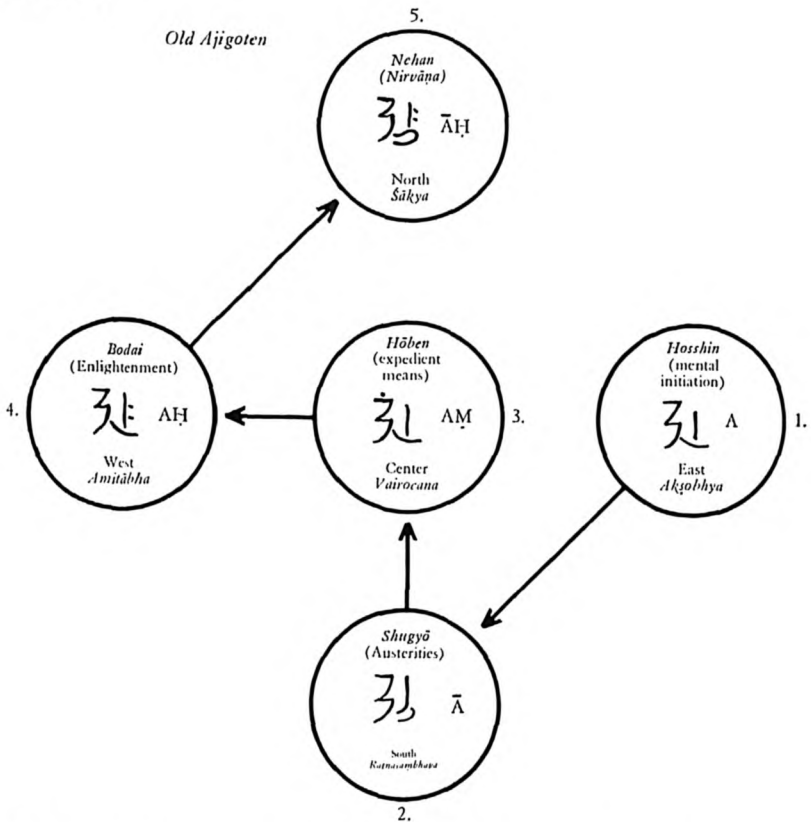 5.
Old Ajigoten
Nehan
(Nirvāṇa)
𑖁𑖾 ĀḤ
North
Śākya
4.
Bodai
(Enlightenment)
𑖀𑖾 AḤ
West
Amitābha
Hōben
(expedient
means)
𑖀𑖽 AṂ
Center
Vairocana
3.
Hosshin
(mental
initiation)
𑖀 A
East
Akṣobhya
1.
Shugyō
(Austerities)
𑖁 Ā
South
Ratnasaṃbhava
2.